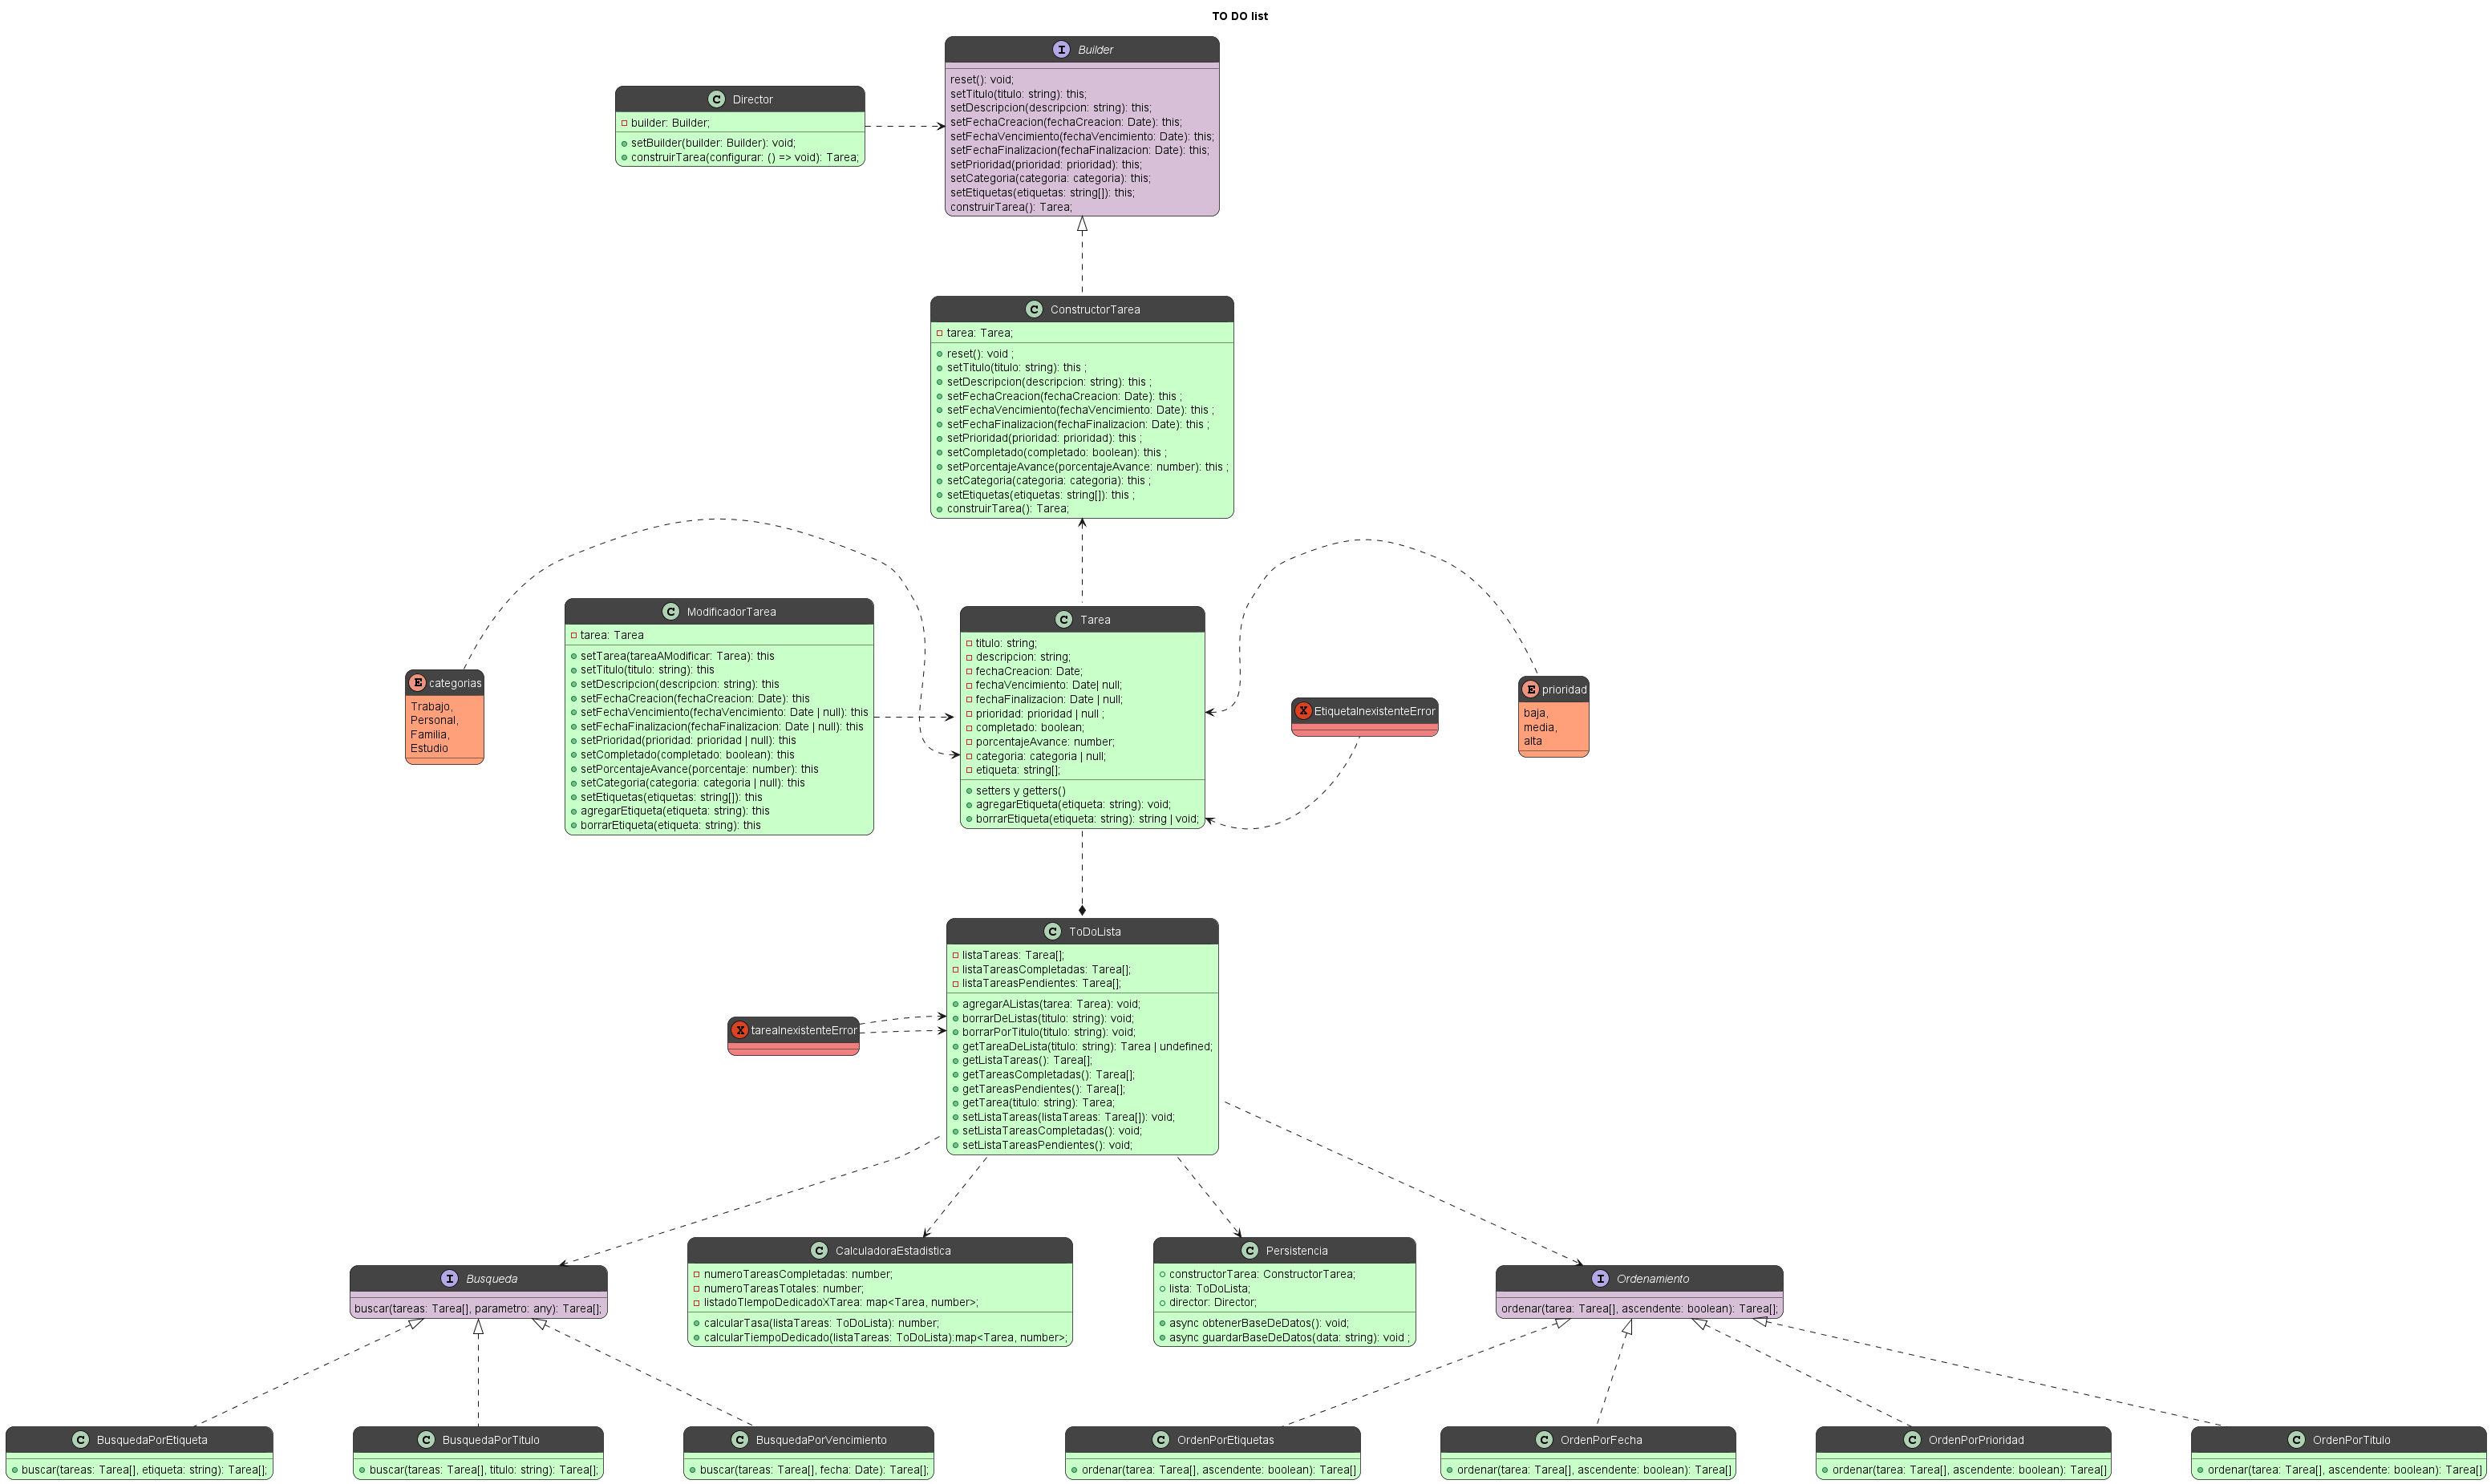 TO DO list
I Builder
reset(): void;
setTitulo(titulo: string): this;
setDescripcion(descripcion: string): this;
setFechaCreacion(fechaCreacion: Date): this;
setFechaVencimiento(fechaVencimiento: Date): this;
setFechaFinalizacion(fechaFinalizacion: Date): this;
setPrioridad(prioridad: prioridad): this;
setCategoria(categoria: categoria): this;
setEtiquetas(etiquetas: string[]): this;
construirTarea(): Tarea;
C Director
builder: Builder;
setBuilder(builder: Builder): void;
construirTarea(configurar: () => void): Tarea;
C ConstructorTarea
tarea: Tarea;
reset(): void ;
setTitulo(titulo: string): this ;
setDescripcion(descripcion: string): this ;
setFechaCreacion(fechaCreacion: Date): this ;
setFechaVencimiento(fechaVencimiento: Date): this ;
setFechaFinalizacion(fechaFinalizacion: Date): this ;
setPrioridad(prioridad: prioridad): this ;
setCompletado(completado: boolean): this ;
setPorcentajeAvance(porcentajeAvance: number): this ;
setCategoria(categoria: categoria): this ;
setEtiquetas(etiquetas: string[]): this ;
construirTarea(): Tarea;
E categorias
Trabajo,
Personal,
Familia,
Estudio
C ModificadorTarea
tarea: Tarea
setTarea(tareaAModificar: Tarea): this
setTitulo(titulo: string): this
setDescripcion(descripcion: string): this
setFechaCreacion(fechaCreacion: Date): this
setFechaVencimiento(fechaVencimiento: Date | null): this
setFechaFinalizacion(fechaFinalizacion: Date | null): this
setPrioridad(prioridad: prioridad | null): this
setCompletado(completado: boolean): this
setPorcentajeAvance(porcentaje: number): this
setCategoria(categoria: categoria | null): this
setEtiquetas(etiquetas: string[]): this
agregarEtiqueta(etiqueta: string): this
borrarEtiqueta(etiqueta: string): this
C Tarea
titulo: string;
descripcion: string;
fechaCreacion: Date;
fechaVencimiento: Date| null;
fechaFinalizacion: Date | null;
prioridad: prioridad | null ;
completado: boolean;
porcentajeAvance: number;
categoria: categoria | null;
etiqueta: string[];
setters y getters()
agregarEtiqueta(etiqueta: string): void;
borrarEtiqueta(etiqueta: string): string | void;
X EtiquetaInexistenteError
E prioridad
baja,
media,
alta
C ToDoLista
listaTareas: Tarea[];
listaTareasCompletadas: Tarea[];
listaTareasPendientes: Tarea[];
agregarAListas(tarea: Tarea): void;
borrarDeListas(titulo: string): void;
borrarPorTitulo(titulo: string): void;
getTareaDeLista(titulo: string): Tarea | undefined;
getListaTareas(): Tarea[];
getTareasCompletadas(): Tarea[];
getTareasPendientes(): Tarea[];
getTarea(titulo: string): Tarea;
setListaTareas(listaTareas: Tarea[]): void;
setListaTareasCompletadas(): void;
setListaTareasPendientes(): void;
X tareaInexistenteError
I Busqueda
buscar(tareas: Tarea[], parametro: any): Tarea[];
C CalculadoraEstadistica
numeroTareasCompletadas: number;
numeroTareasTotales: number;
listadoTIempoDedicadoXTarea: map<Tarea, number>;
calcularTasa(listaTareas: ToDoLista): number;
calcularTiempoDedicado(listaTareas: ToDoLista):map<Tarea, number>;
C Persistencia
constructorTarea: ConstructorTarea;
lista: ToDoLista;
director: Director;
async obtenerBaseDeDatos(): void;
async guardarBaseDeDatos(data: string): void ;
I Ordenamiento
ordenar(tarea: Tarea[], ascendente: boolean): Tarea[];
C BusquedaPorEtiqueta
buscar(tareas: Tarea[], etiqueta: string): Tarea[];
C BusquedaPorTitulo
buscar(tareas: Tarea[], titulo: string): Tarea[];
C BusquedaPorVencimiento
buscar(tareas: Tarea[], fecha: Date): Tarea[];
C OrdenPorEtiquetas
ordenar(tarea: Tarea[], ascendente: boolean): Tarea[]
C OrdenPorFecha
ordenar(tarea: Tarea[], ascendente: boolean): Tarea[]
C OrdenPorPrioridad
ordenar(tarea: Tarea[], ascendente: boolean): Tarea[]
C OrdenPorTitulo
ordenar(tarea: Tarea[], ascendente: boolean): Tarea[]